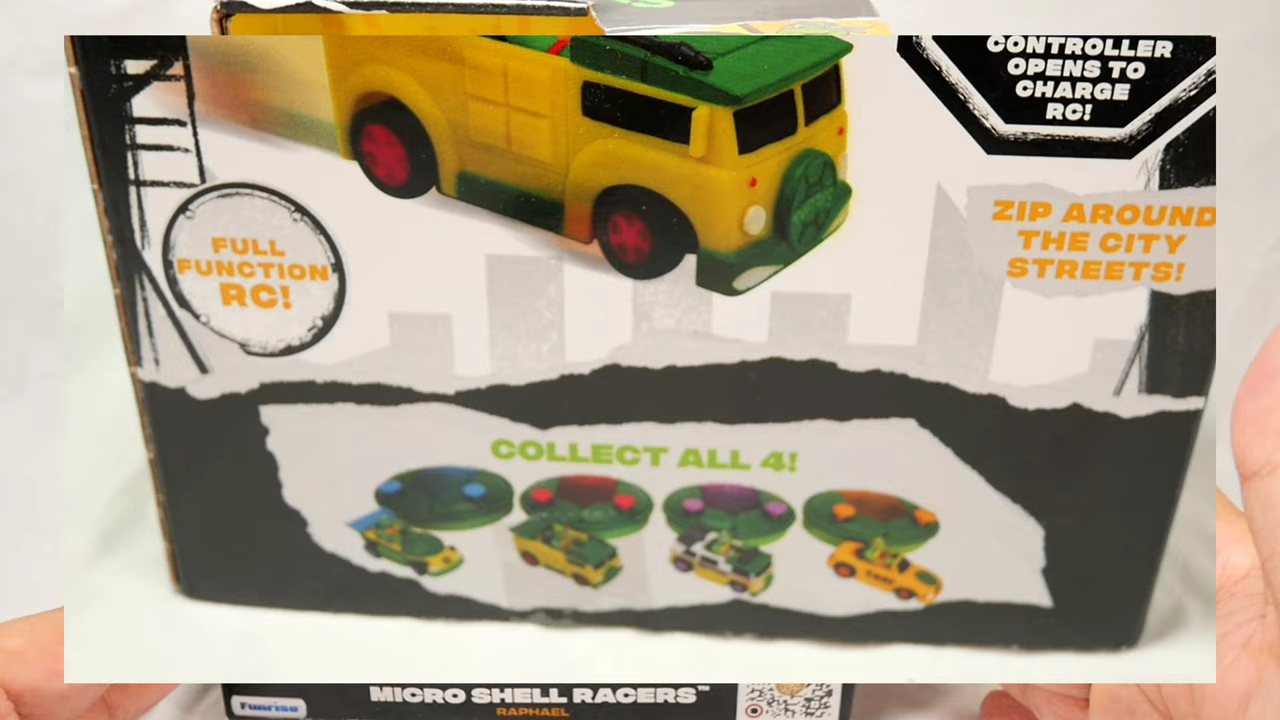 CONTROLLER
OPENS TO
CHARGE
RC!
ZIP AROUND
THE CITY
STREETS!
FULL
FUNCTION
RC!
COLLECT ALL 4!
MICRO SHELL RACERS™
RAPHAEL
Funrise